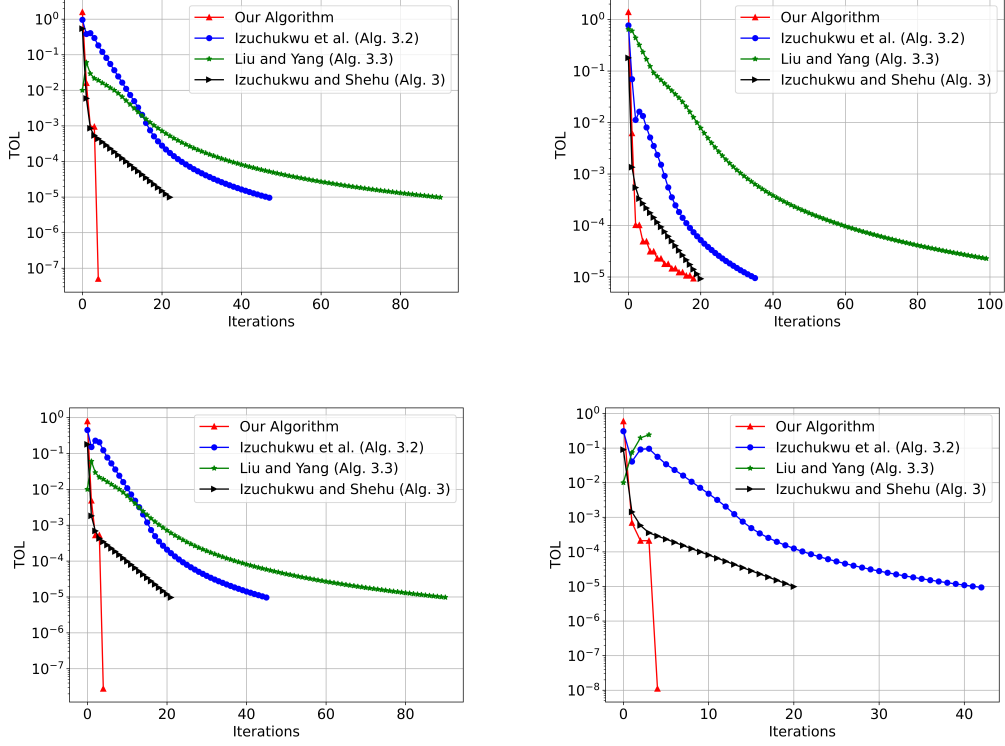 TOL
10⁰
10⁻¹
10⁻²
10⁻³
10⁻⁴
10⁻⁵
10⁻⁶
10⁻⁷
Our Algorithm
Izuchukwu et al. (Alg. 3.2)
Liu and Yang (Alg. 3.3)
Izuchukwu and Shehu (Alg. 3)
0 20 40 60 80
Iterations
TOL
10⁰
10⁻¹
10⁻²
10⁻³
10⁻⁴
10⁻⁵
Our Algorithm
Izuchukwu et al. (Alg. 3.2)
Liu and Yang (Alg. 3.3)
Izuchukwu and Shehu (Alg. 3)
0 20 40 60 80 100
Iterations
TOL
10⁰
10⁻¹
10⁻²
10⁻³
10⁻⁴
10⁻⁵
10⁻⁶
10⁻⁷
Our Algorithm
Izuchukwu et al. (Alg. 3.2)
Liu and Yang (Alg. 3.3)
Izuchukwu and Shehu (Alg. 3)
0 20 40 60 80
Iterations
TOL
10⁰
10⁻¹
10⁻²
10⁻³
10⁻⁴
10⁻⁵
10⁻⁶
10⁻⁷
10⁻⁸
Our Algorithm
Izuchukwu et al. (Alg. 3.2)
Liu and Yang (Alg. 3.3)
Izuchukwu and Shehu (Alg. 3)
0 10 20 30 40
Iterations